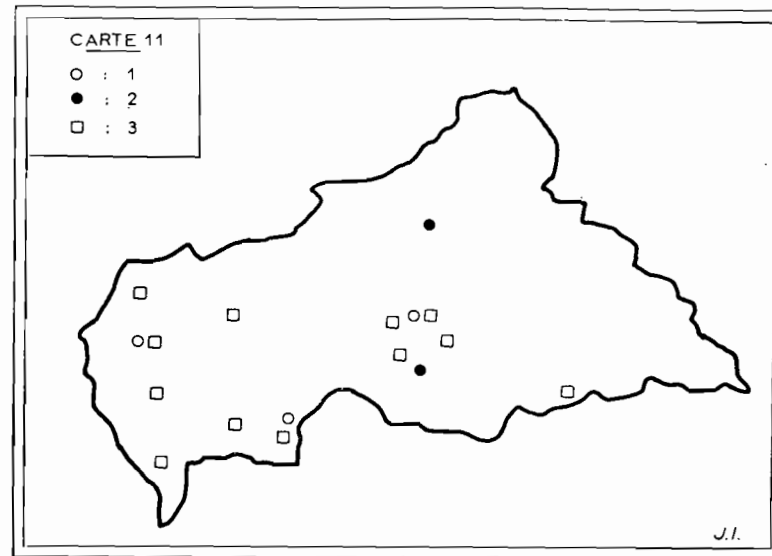 CARTE 11
○ : 1
● : 2
□ : 3
J.I.